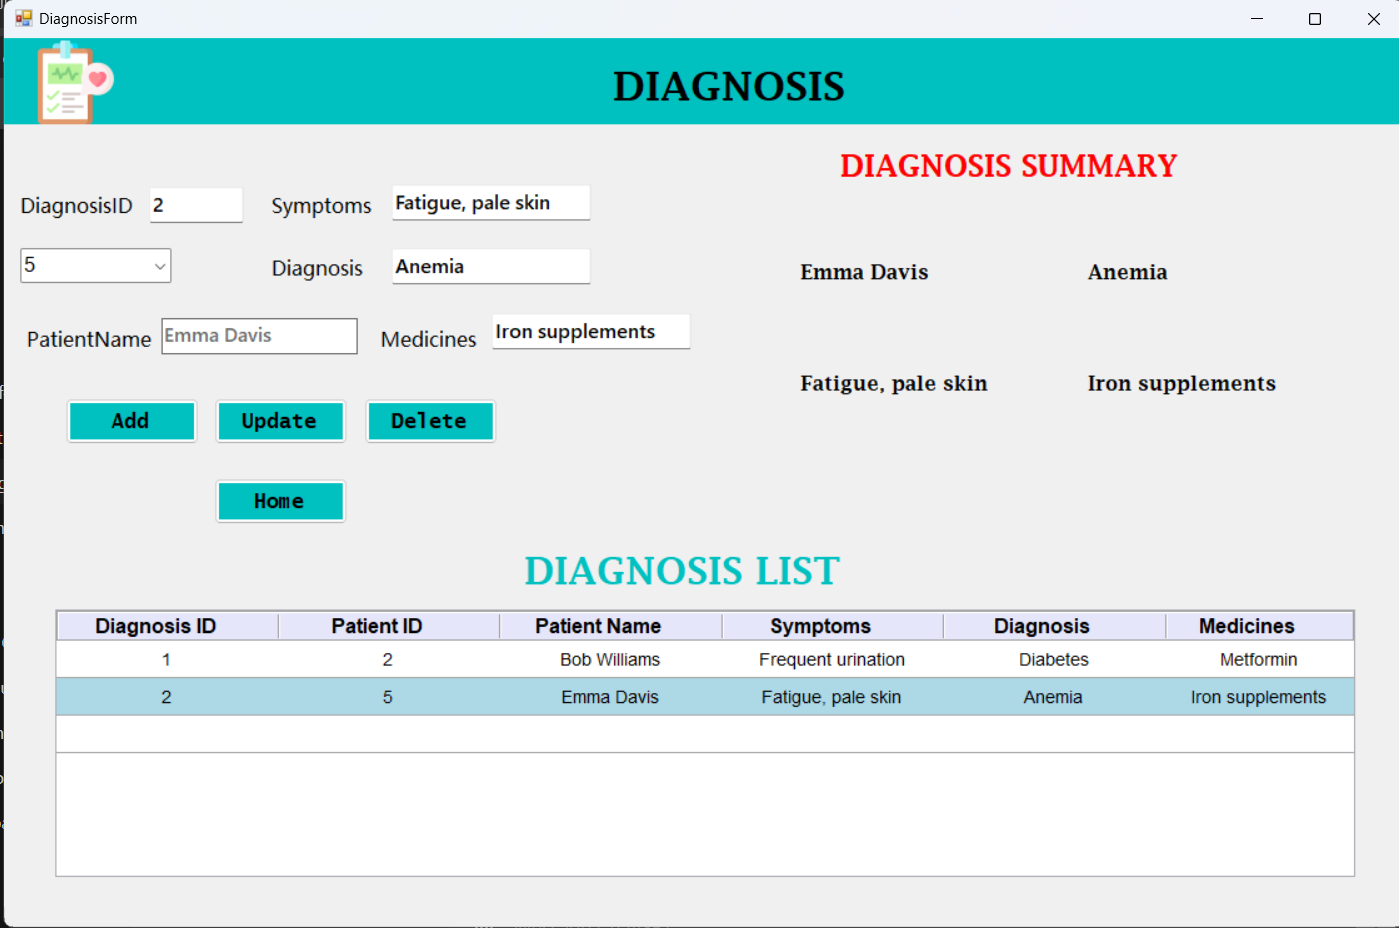 DiagnosisForm
DIAGNOSIS
DIAGNOSIS SUMMARY
DiagnosisID 2 Symptoms Fatigue, pale skin
5 Diagnosis Anemia
Emma Davis Anemia
PatientName Emma Davis Medicines Iron supplements
Fatigue, pale skin Iron supplements
Add Update Delete
Home
DIAGNOSIS LIST
Diagnosis ID Patient ID Patient Name Symptoms Diagnosis Medicines
1 2 Bob Williams Frequent urination Diabetes Metformin
2 5 Emma Davis Fatigue, pale skin Anemia Iron supplements